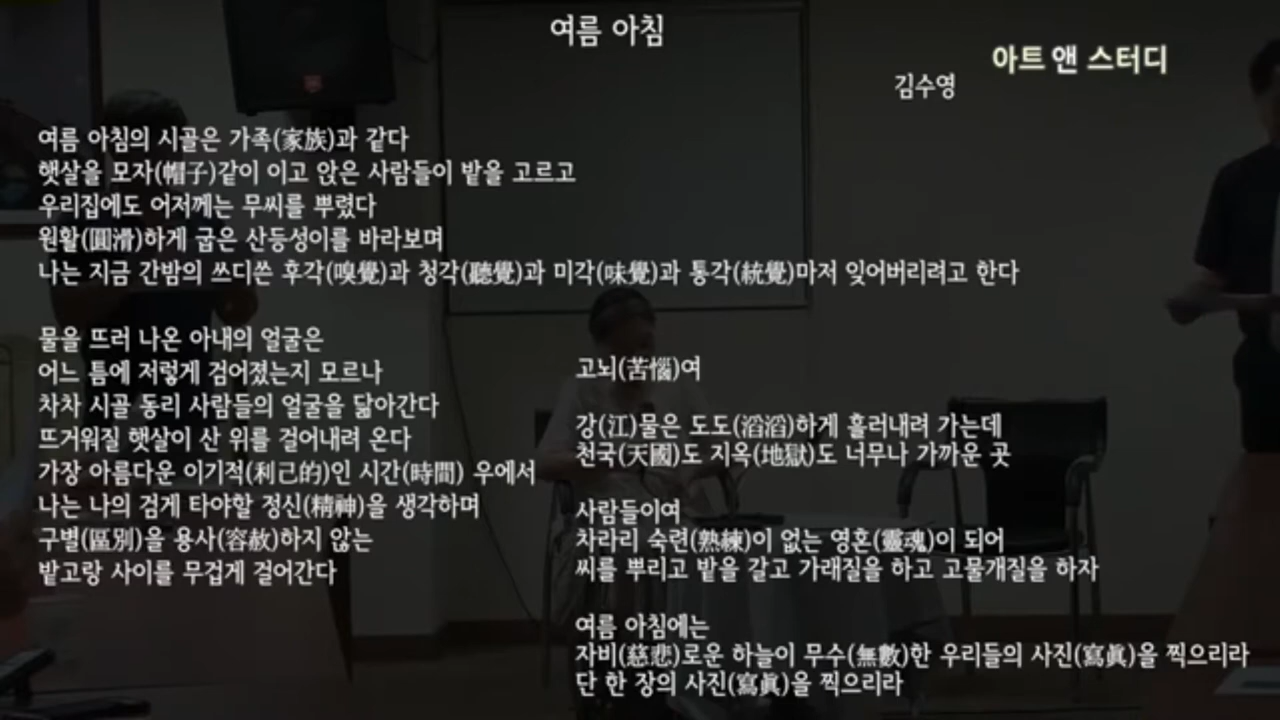 여름 아침
아트 앤 스터디
김수영
여름 아침의 시골은 가족(家族)과 같다
햇살을 모자(帽子)같이 이고 앉은 사람들이 밭을 고르고
우리집에도 어저께는 무씨를 뿌렸다
원활(圓滑)하게 굽은 산등성이를 바라보며
나는 지금 간밤의 쓰디쓴 후각(嗅覺)과 청각(聽覺)과 미각(味覺)과 통각(統覺)마저 잊어버리려고 한다
물을 뜨러 나온 아내의 얼굴은
어느 틈에 저렇게 검어졌는지 모르나
차차 시골 동리 사람들의 얼굴을 닮아간다
뜨거워질 햇살이 산 위를 걸어내려 온다
가장 아름다운 이기적(利己的)인 시간(時間) 우에서
나는 나의 검게 타야할 정신(精神)을 생각하며
구별(區別)을 용사(容赦)하지 않는
밭고랑 사이를 무겁게 걸어간다
고뇌(苦惱)여
강(江)물은 도도(滔滔)하게 흘러내려 가는데
천국(天國)도 지옥(地獄)도 너무나 가까운 곳
사람들이여
차라리 숙련(熟練)이 없는 영혼(靈魂)이 되어
씨를 뿌리고 밭을 갈고 가래질을 하고 고물개질을 하자
여름 아침에는
자비(慈悲)로운 하늘이 무수(無數)한 우리들의 사진(寫眞)을 찍으리라
단 한 장의 사진(寫眞)을 찍으리라